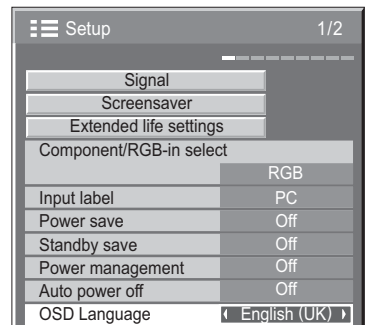 Setup 1/2
Signal
Screensaver
Extended life settings
Component/RGB-in select
RGB
Input label PC
Power save Off
Standby save Off
Power management Off
Auto power off Off
OSD Language English (UK)